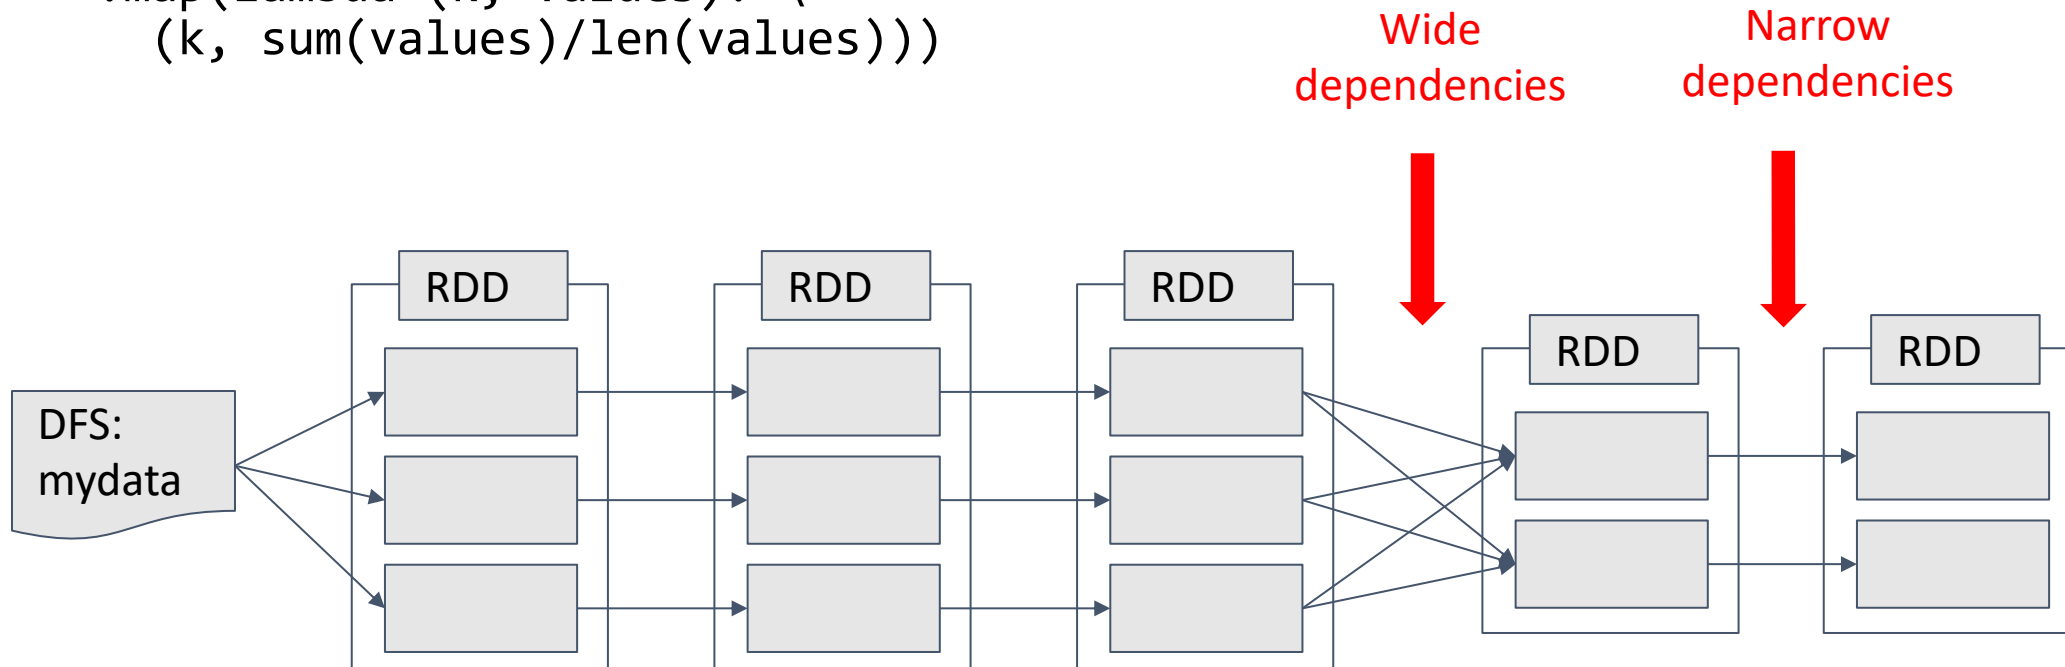 (k, sum(values)/len(values)))
Wide
dependencies
Narrow
dependencies
RDD
RDD
RDD
RDD
RDD
DFS:
mydata